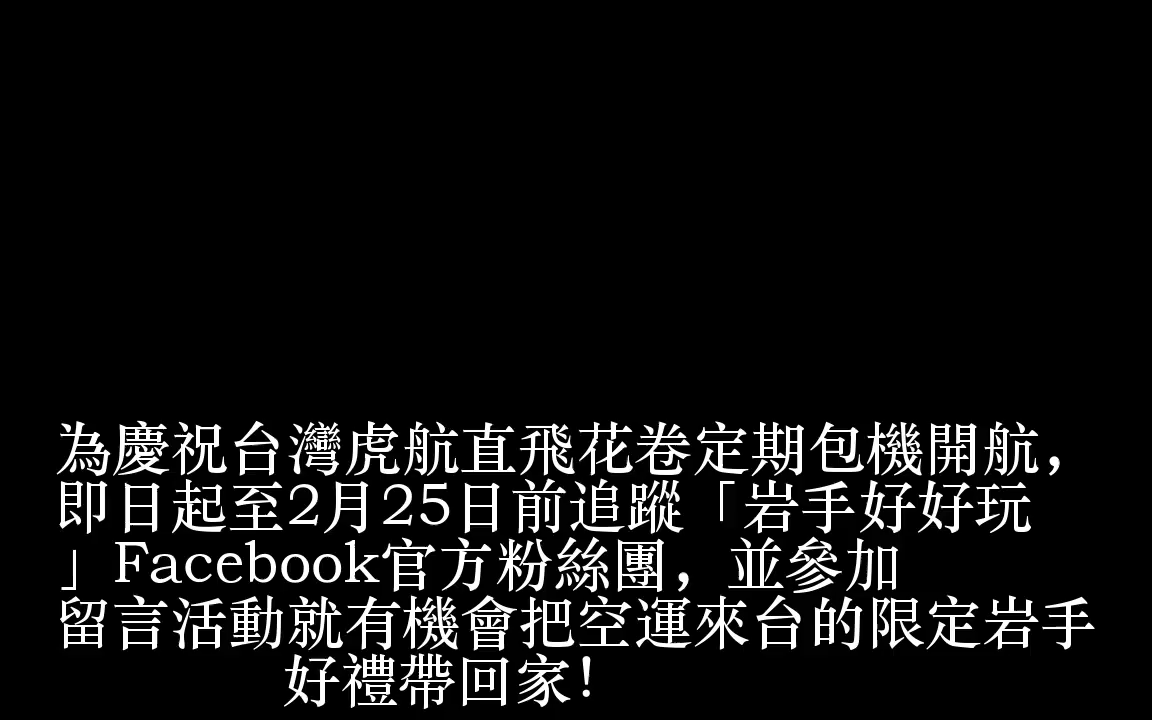 為慶祝台灣虎航直飛花卷定期包機開航，
即日起至2月25日前追蹤「岩手好好玩
」Facebook官方粉絲團，並參加
留言活動就有機會把空運來台的限定岩手
好禮帶回家！